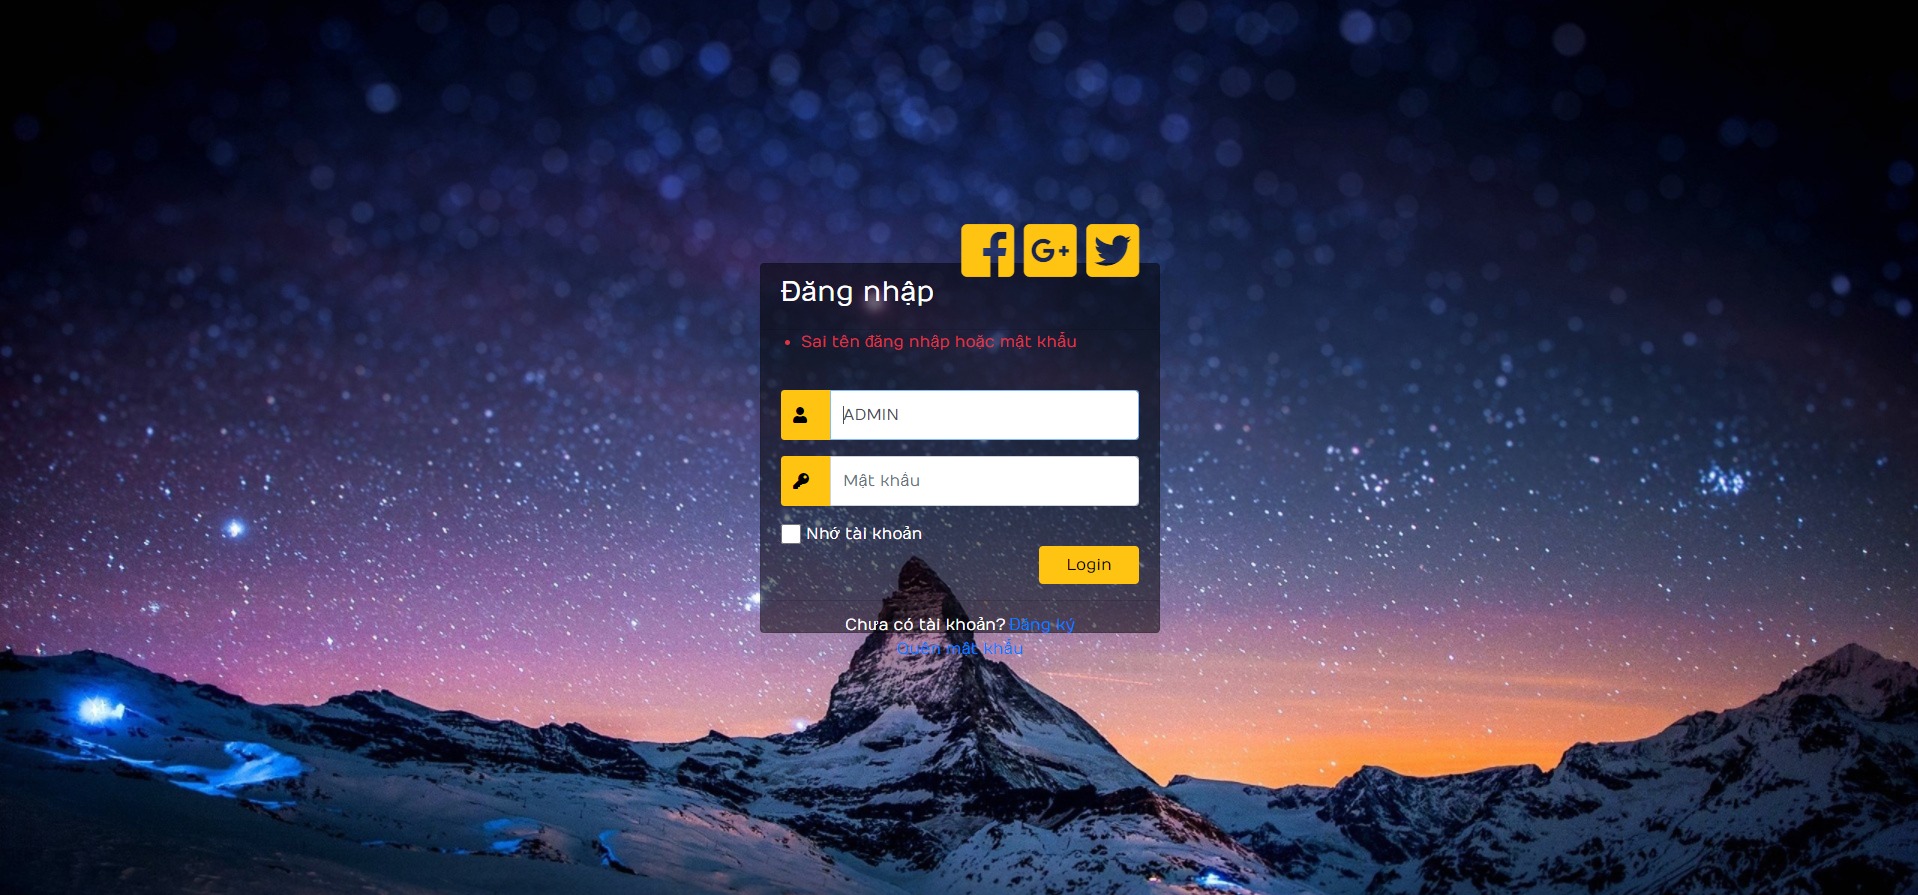 Đăng nhập
Sai tên đăng nhập hoặc mật khẩu
ADMIN
Mật khẩu
Nhớ tài khoản
Login
Chưa có tài khoản? Đăng ký
Quên mật khẩu